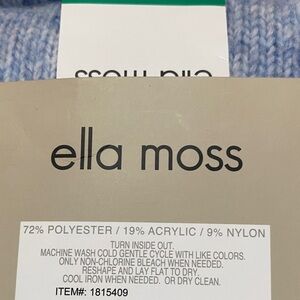 ella moss
ella moss
72% POLYESTER / 19% ACRYLIC / 9% NYLON
TURN INSIDE OUT.
MACHINE WASH COLD GENTLE CYCLE WITH LIKE COLORS.
ONLY NON-CHLORINE BLEACH WHEN NEEDED.
RESHAPE AND LAY FLAT TO DRY.
COOL IRON WHEN NEEDED. OR DRY CLEAN.
ITEM#: 1815409